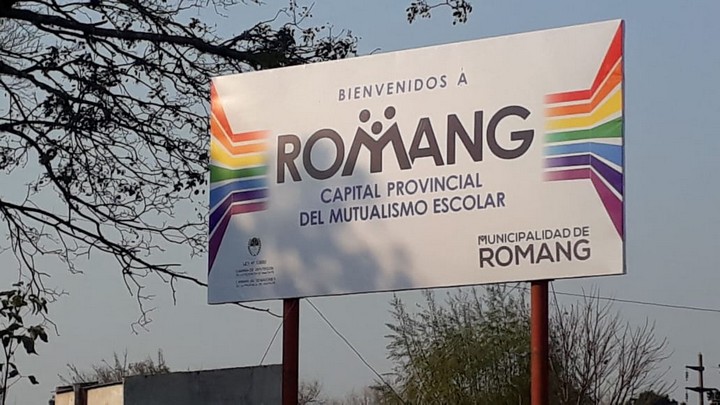 BIENVENIDOS A
ROMANG
CAPITAL PROVINCIAL
DEL MUTUALISMO ESCOLAR
MUNICIPALIDAD DE
ROMANG